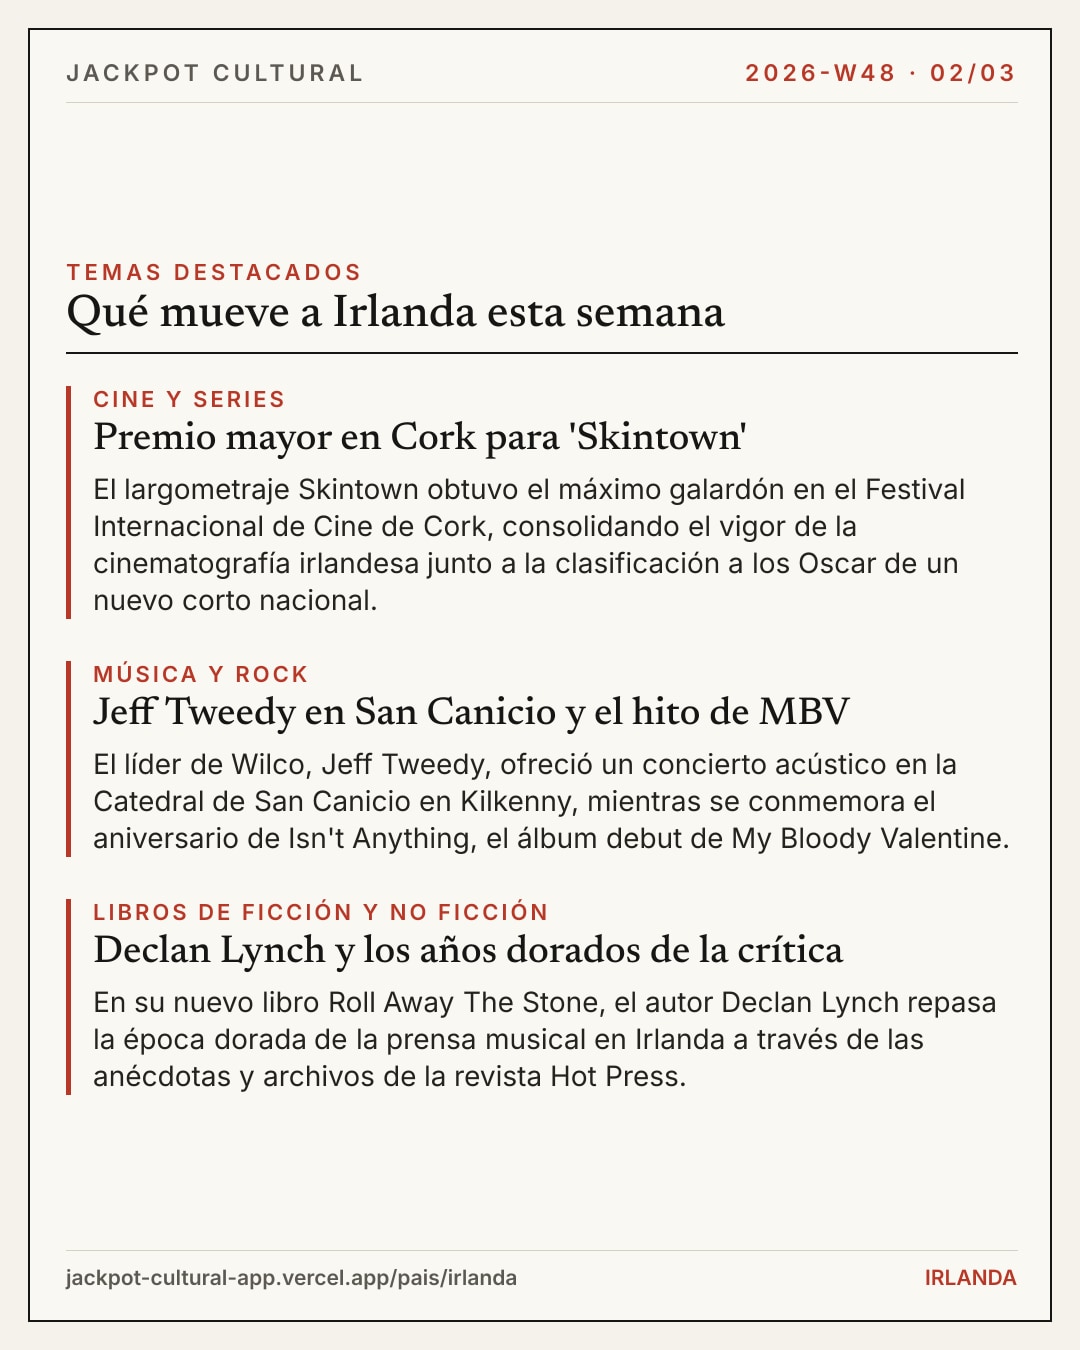 JACKPOT CULTURAL
2026-W48 · 02/03
TEMAS DESTACADOS
Qué mueve a Irlanda esta semana
CINE Y SERIES
Premio mayor en Cork para 'Skintown'
El largometraje Skintown obtuvo el máximo galardón en el Festival
Internacional de Cine de Cork, consolidando el vigor de la
cinematografía irlandesa junto a la clasificación a los Oscar de un
nuevo corto nacional.
MÚSICA Y ROCK
Jeff Tweedy en San Canicio y el hito de MBV
El líder de Wilco, Jeff Tweedy, ofreció un concierto acústico en la
Catedral de San Canicio en Kilkenny, mientras se conmemora el
aniversario de Isn't Anything, el álbum debut de My Bloody Valentine.
LIBROS DE FICCIÓN Y NO FICCIÓN
Declan Lynch y los años dorados de la crítica
En su nuevo libro Roll Away The Stone, el autor Declan Lynch repasa
la época dorada de la prensa musical en Irlanda a través de las
anécdotas y archivos de la revista Hot Press.
jackpot-cultural-app.vercel.app/pais/irlanda
IRLANDA